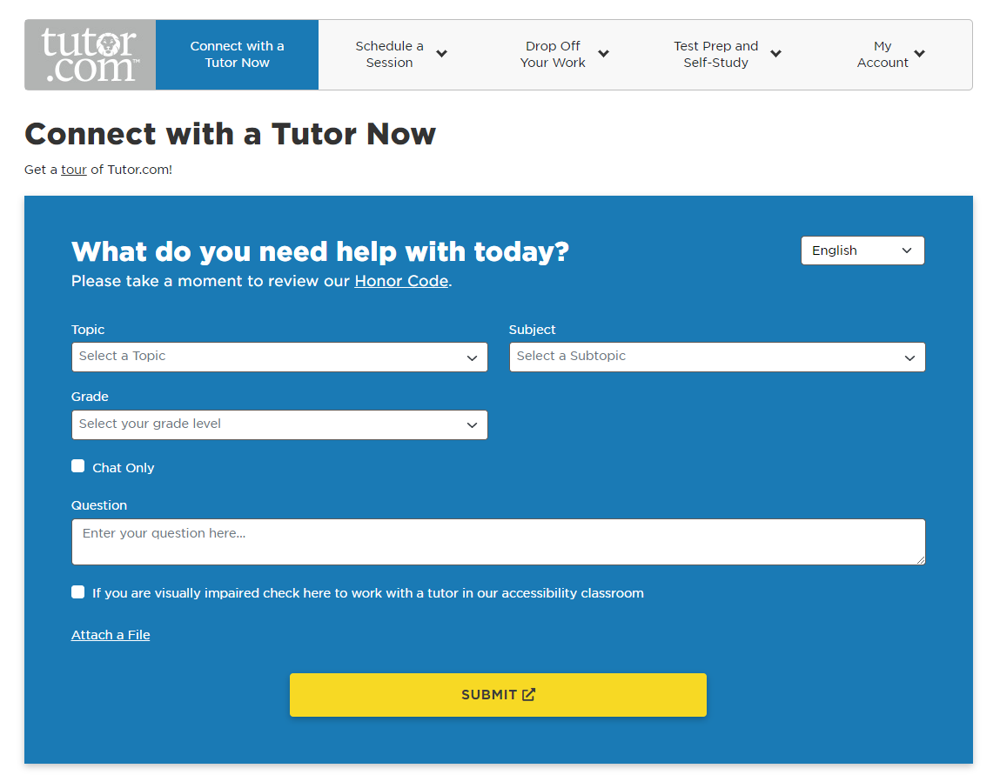 tutor
.com™
Connect with a
Tutor Now
Schedule a
Session
Drop Off
Your Work
Test Prep and
Self-Study
My
Account
Connect with a Tutor Now
Get a tour of Tutor.com!
What do you need help with today?
English
Please take a moment to review our Honor Code.
Topic
Subject
Select a Topic
Select a Subtopic
Grade
Select your grade level
Chat Only
Question
Enter your question here...
If you are visually impaired check here to work with a tutor in our accessibility classroom
Attach a File
SUBMIT